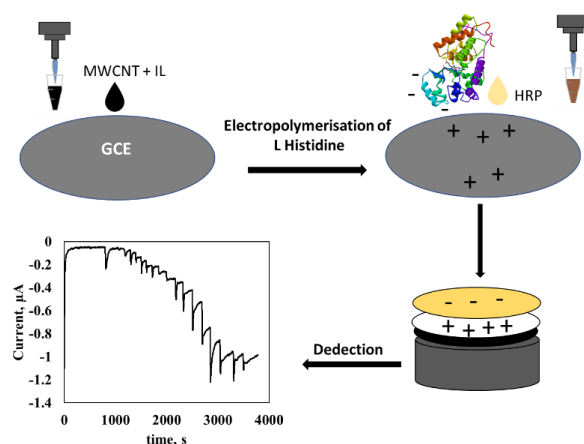 MWCNT + IL
GCE
Electropolymerisation of
L Histidine
- - -
HRP
+ + +
+ +
- - -
+ + + +
Dedection
Current, µA
0
-0.2
-0.4
-0.6
-0.8
-1
-1.2
-1.4
0 1000 2000 3000 4000
time, s